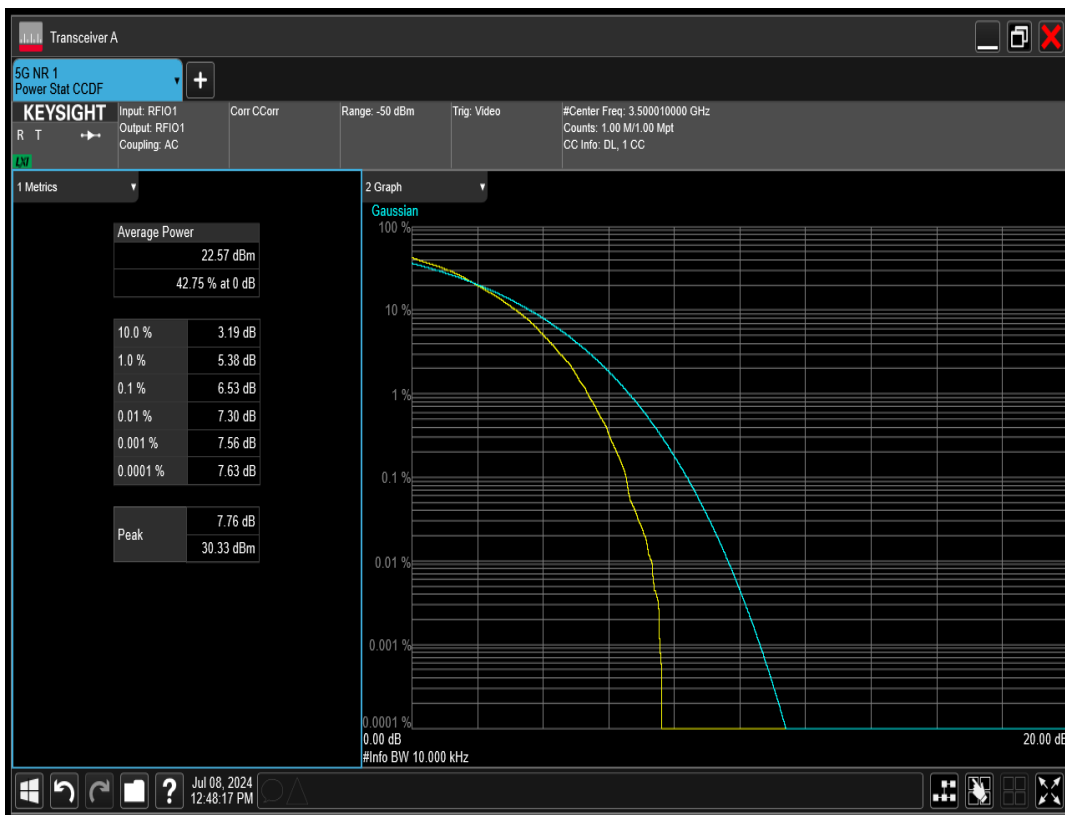 Transceiver A
5G NR 1
Power Stat CCDF
+
KEYSIGHT
R T
LXI
Input: RFIO1
Output: RFIO1
Coupling: AC
Corr CCorr
Range: -50 dBm
Trig: Video
#Center Freq: 3.500010000 GHz
Counts: 1.00 M/1.00 Mpt
CC Info: DL, 1 CC
1 Metrics
Average Power
22.57 dBm
42.75 % at 0 dB
10.0 % 3.19 dB
1.0 % 5.38 dB
0.1 % 6.53 dB
0.01 % 7.30 dB
0.001 % 7.56 dB
0.0001 % 7.63 dB
Peak
7.76 dB
30.33 dBm
2 Graph
Gaussian
100 %
10 %
1 %
0.1 %
0.01 %
0.001 %
0.0001 %
0.00 dB 20.00 dB
#Info BW 10.000 kHz
?
Jul 08, 2024
12:48:17 PM